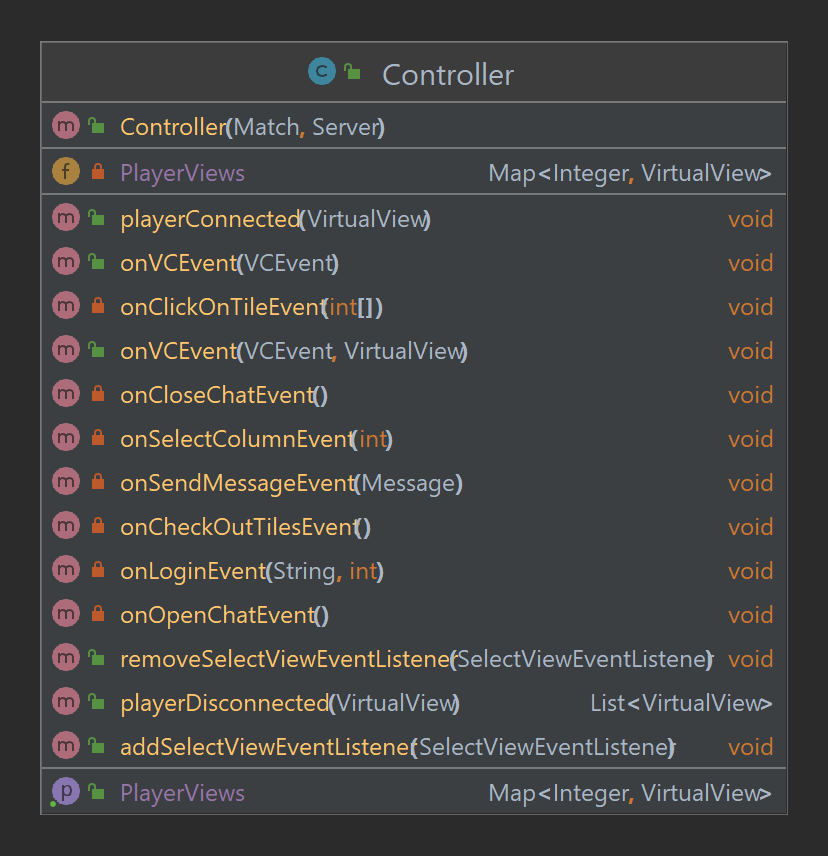 C Controller
m Controller(Match, Server)
f PlayerViews Map<Integer, VirtualView>
m playerConnected(VirtualView) void
m onVCEvent(VCEvent) void
m onClickOnTileEvent(int[]) void
m onVCEvent(VCEvent, VirtualView) void
m onCloseChatEvent() void
m onSelectColumnEvent(int) void
m onSendMessageEvent(Message) void
m onCheckOutTilesEvent() void
m onLoginEvent(String, int) void
m onOpenChatEvent() void
m removeSelectViewEventListener(SelectViewEventListener) void
m playerDisconnected(VirtualView) List<VirtualView>
m addSelectViewEventListener(SelectViewEventListener) void
p PlayerViews Map<Integer, VirtualView>